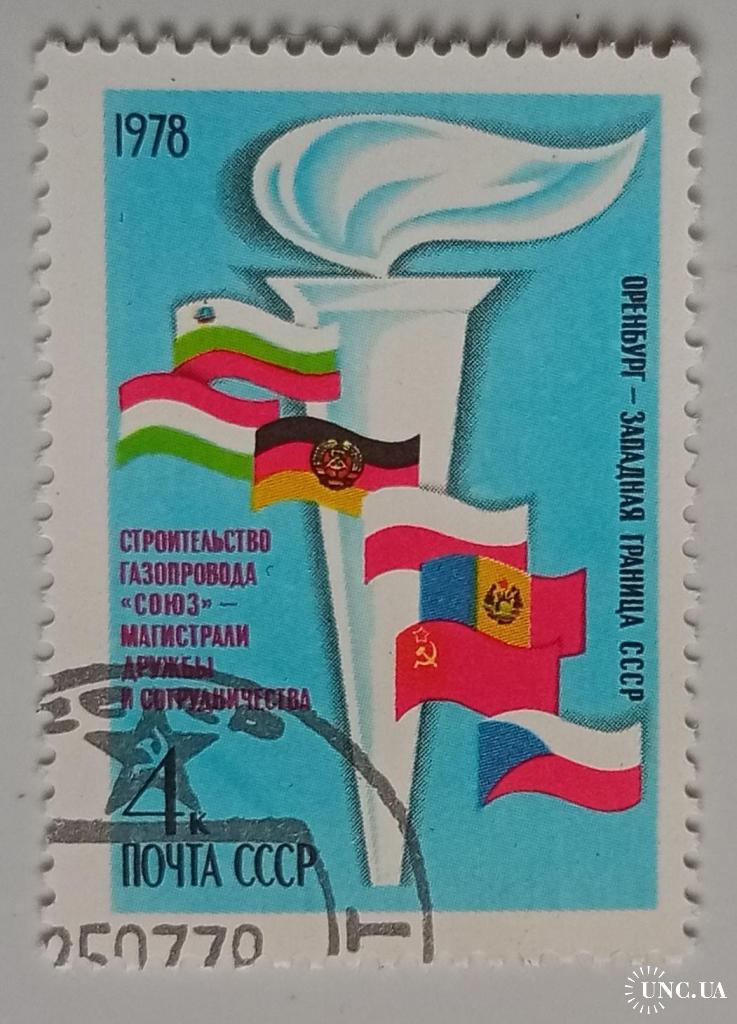 1978
ОРЕНБУРГ – ЗАПАДНАЯ ГРАНИЦА СССР
СТРОИТЕЛЬСТВО
ГАЗОПРОВОДА
«СОЮЗ» –
МАГИСТРАЛИ
ДРУЖБЫ
И СОТРУДНИЧЕСТВА
4к
ПОЧТА СССР
250778
UNC.UA